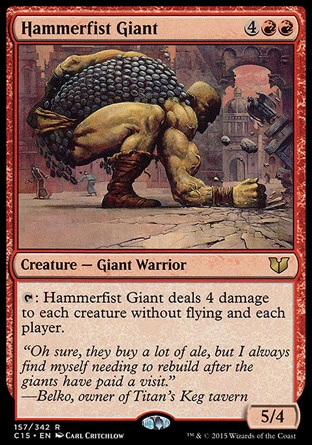 Hammerfist Giant 4
Creature — Giant Warrior
: Hammerfist Giant deals 4 damage
to each creature without flying and each
player.
“Oh sure, they buy a lot of ale, but I always
find myself needing to rebuild after the
giants have paid a visit.”
—Belko, owner of Titan’s Keg tavern
5/4
157/342 R
C15 • EN Carl Critchlow
™ & © 2015 Wizards of the Coast